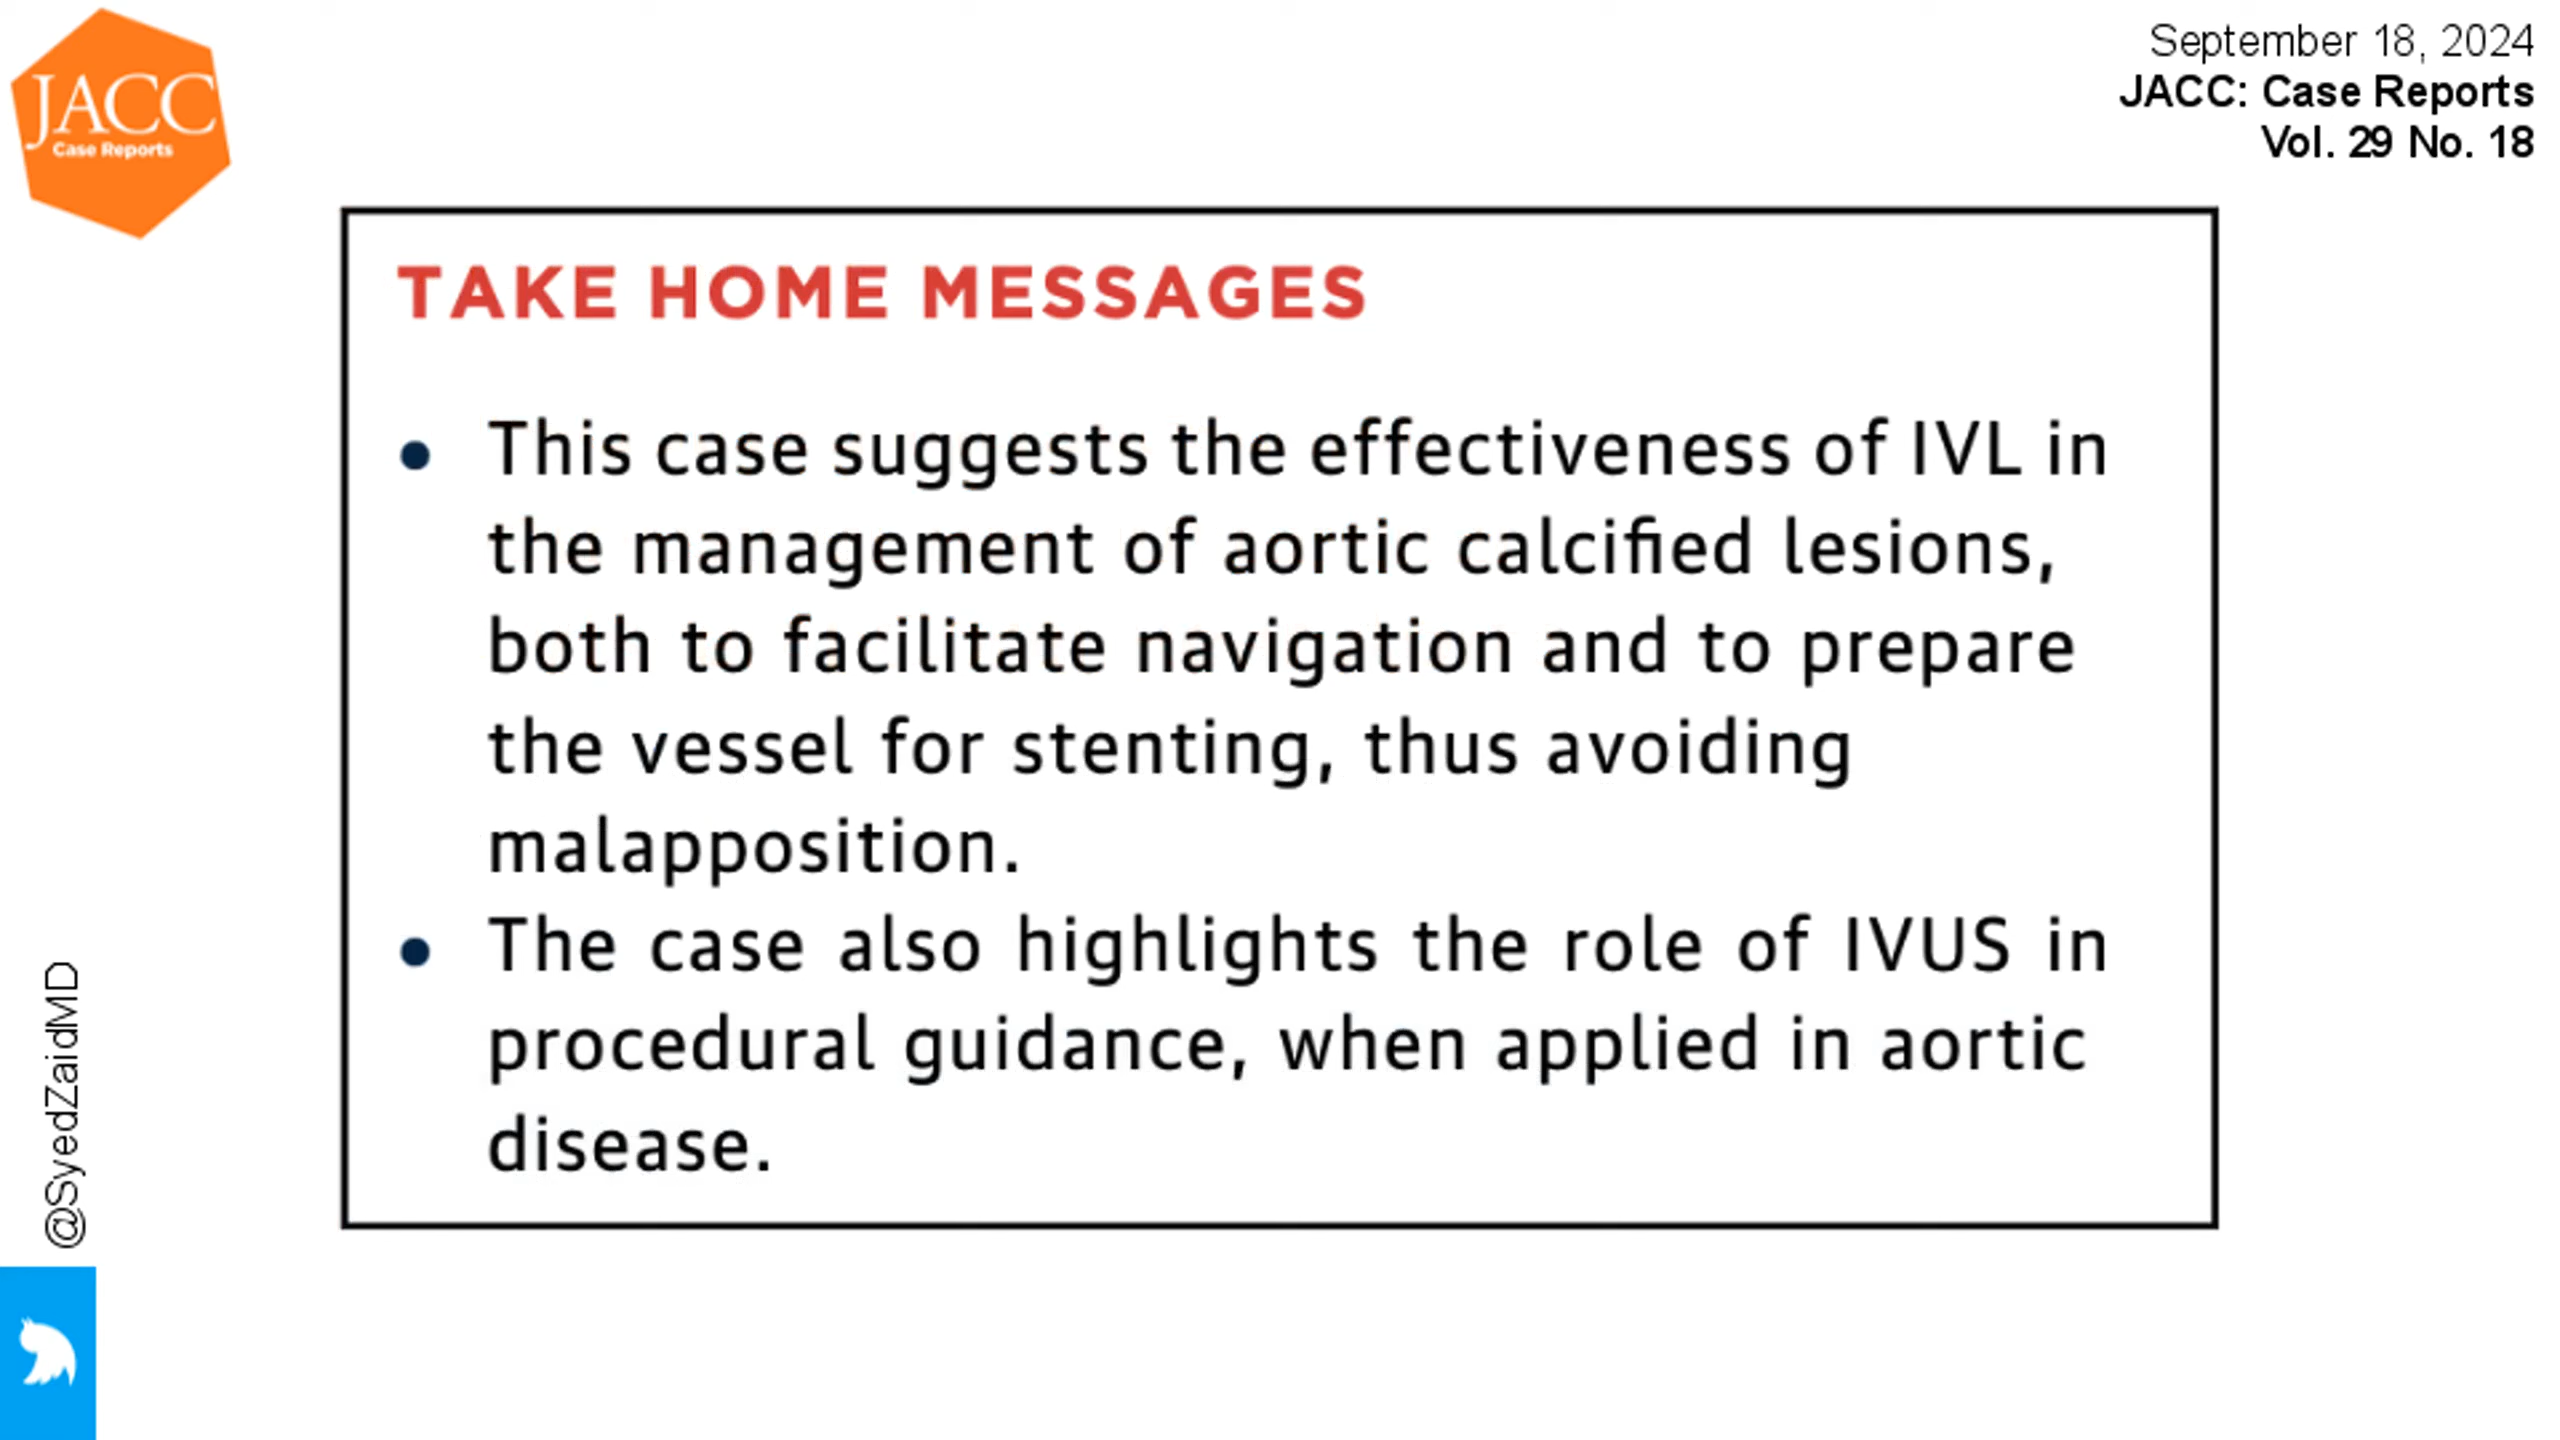 JACC
Case Reports
September 18, 2024
JACC: Case Reports
Vol. 29 No. 18
TAKE HOME MESSAGES
• This case suggests the effectiveness of IVL in
the management of aortic calcified lesions,
both to facilitate navigation and to prepare
the vessel for stenting, thus avoiding
malapposition.
• The case also highlights the role of IVUS in
procedural guidance, when applied in aortic
disease.
@SyedZaidMD